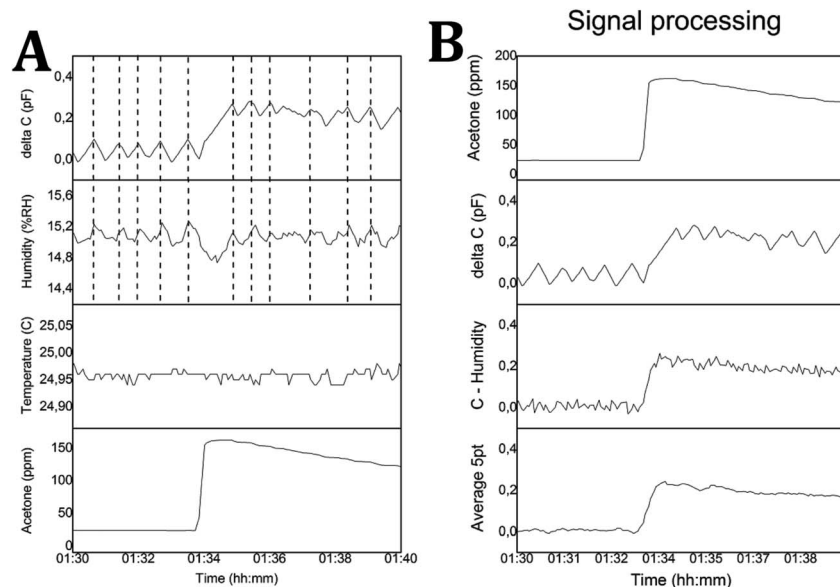 A
delta C (pF)
0,4
0,2
0,0
Humidity (%RH)
15,6
15,2
14,8
14,4
Temperature (C)
25,05
25,00
24,95
24,90
Acetone (ppm)
150
100
50
0
01:30 01:32 01:34 01:36 01:38 01:40
Time (hh:mm)
B
Signal processing
Acetone (ppm)
200
150
100
50
0
delta C (pF)
0,4
0,2
0,0
C - Humidity
0,4
0,2
0,0
Average 5pt
0,4
0,2
0,0
01:30 01:31 01:32 01:34 01:35 01:38
Time (hh:mm)